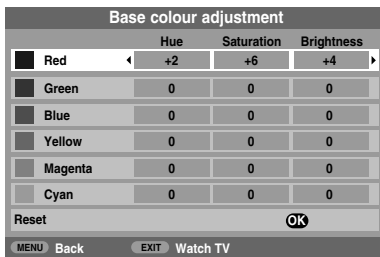 Base colour adjustment
Hue Saturation Brightness
Red +2 +6 +4
Green 0 0 0
Blue 0 0 0
Yellow 0 0 0
Magenta 0 0 0
Cyan 0 0 0
Reset OK
MENU Back EXIT Watch TV